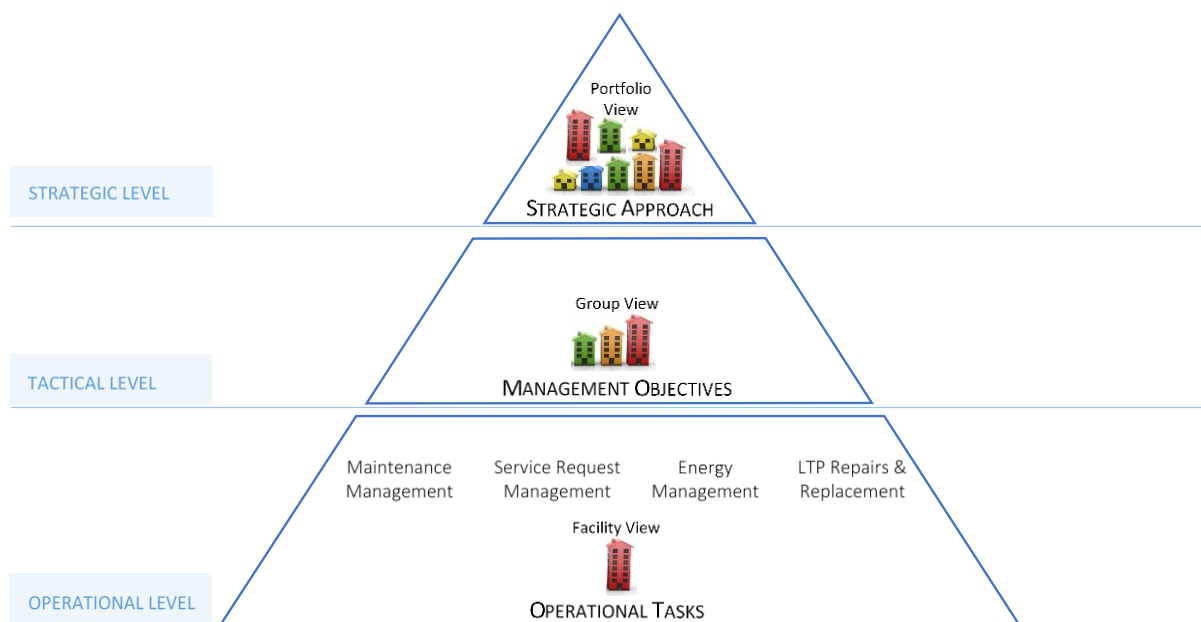 Portfolio
View
STRATEGIC LEVEL
STRATEGIC APPROACH
Group View
TACTICAL LEVEL
MANAGEMENT OBJECTIVES
Maintenance
Management
Service Request
Management
Energy
Management
LTP Repairs &
Replacement
Facility View
OPERATIONAL LEVEL
OPERATIONAL TASKS